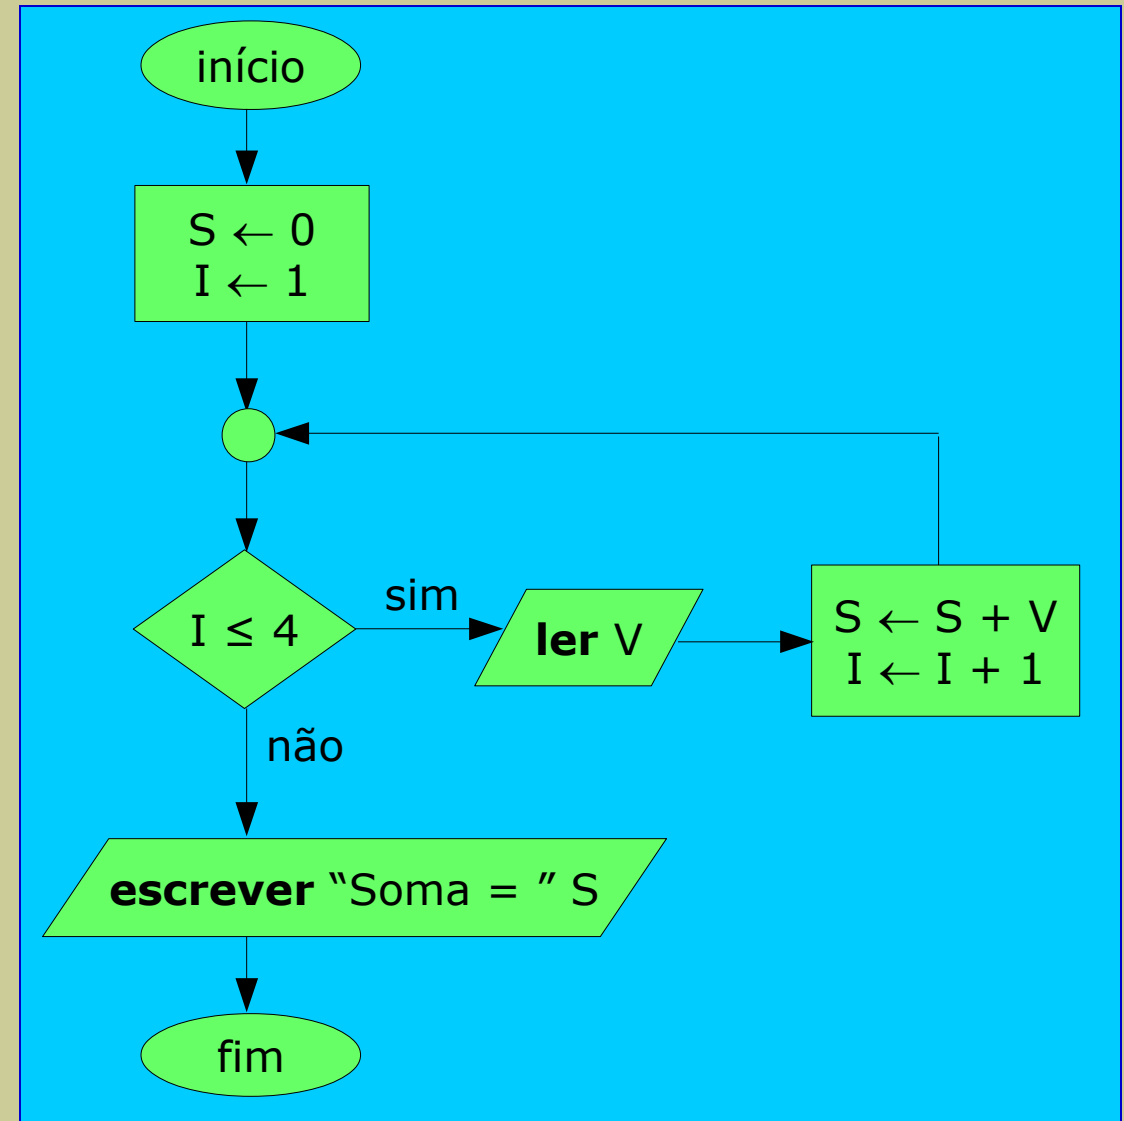 início
S ← 0
I ← 1
I ≤ 4
sim
ler V
S ← S + V
I ← I + 1
não
escrever “Soma = ” S
fim